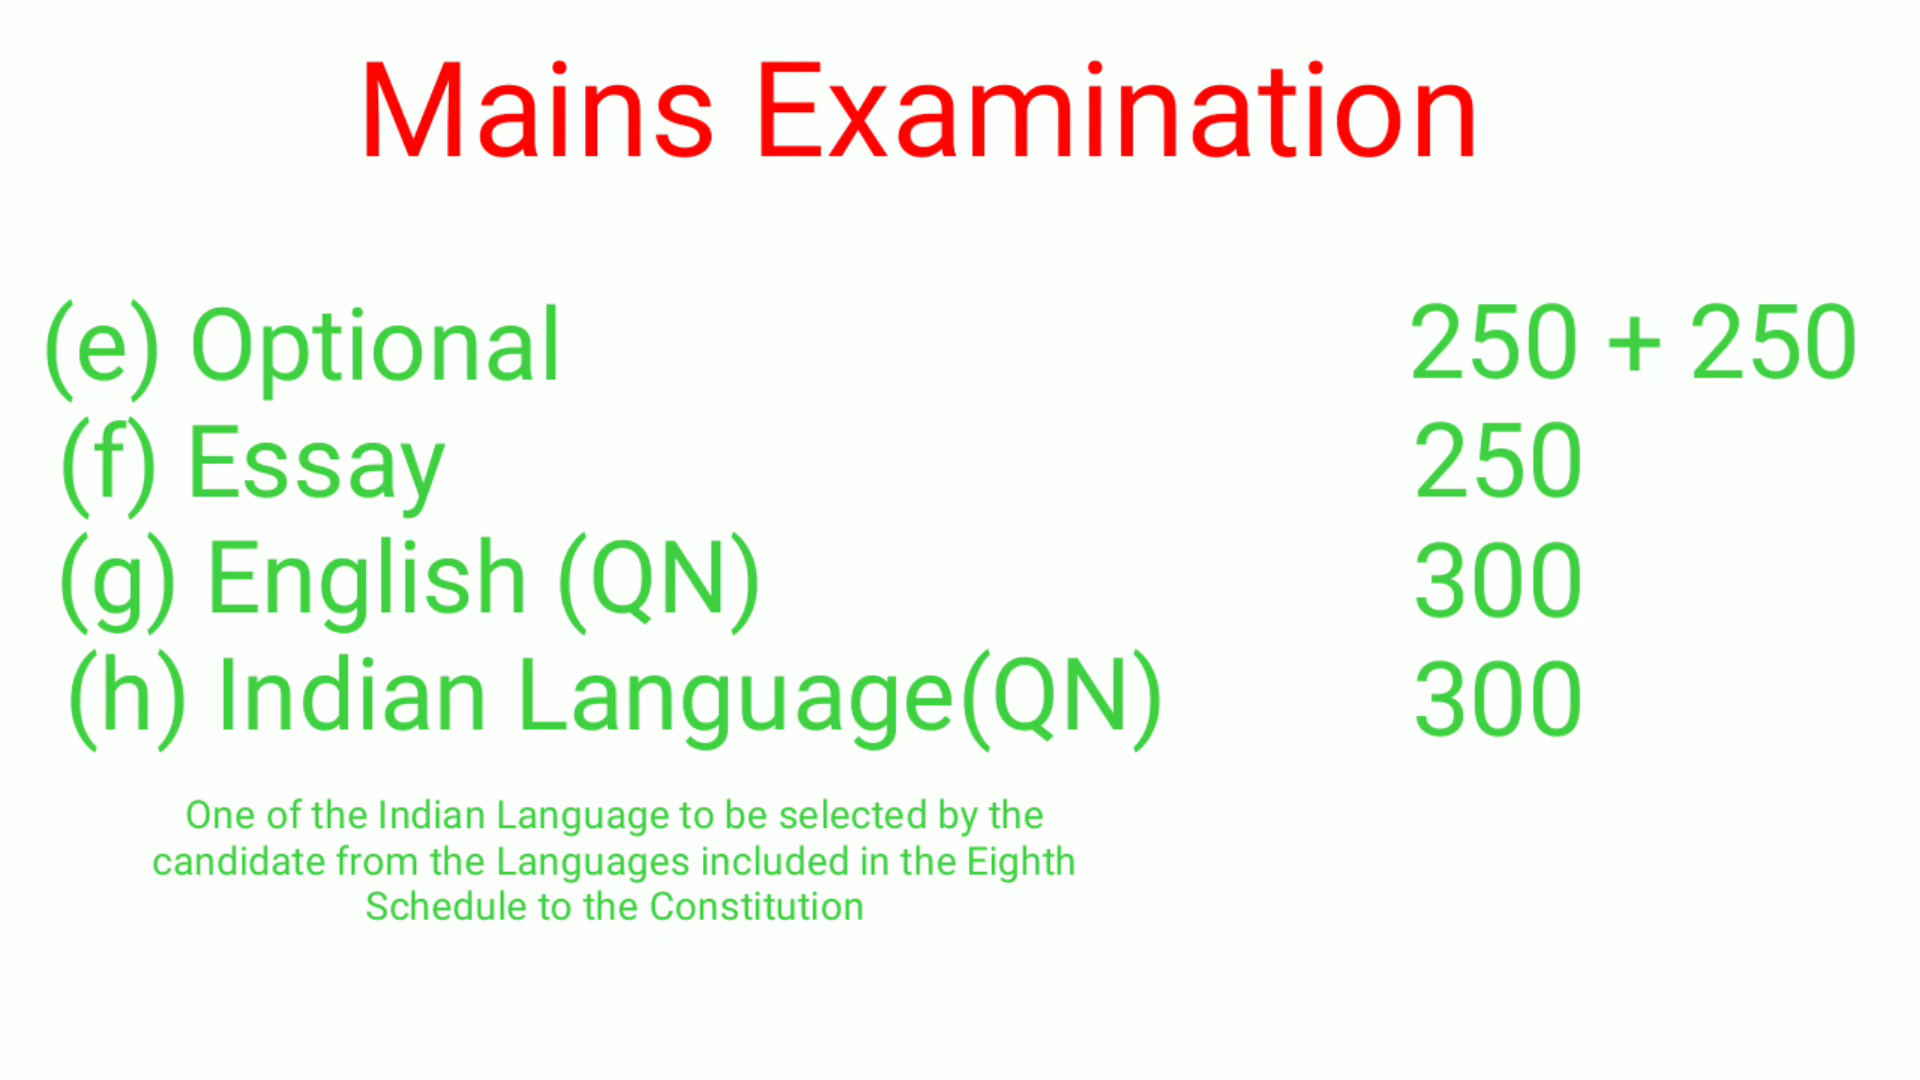 Mains Examination
(e) Optional 250 + 250
(f) Essay 250
(g) English (QN) 300
(h) Indian Language(QN) 300
One of the Indian Language to be selected by the
candidate from the Languages included in the Eighth
Schedule to the Constitution